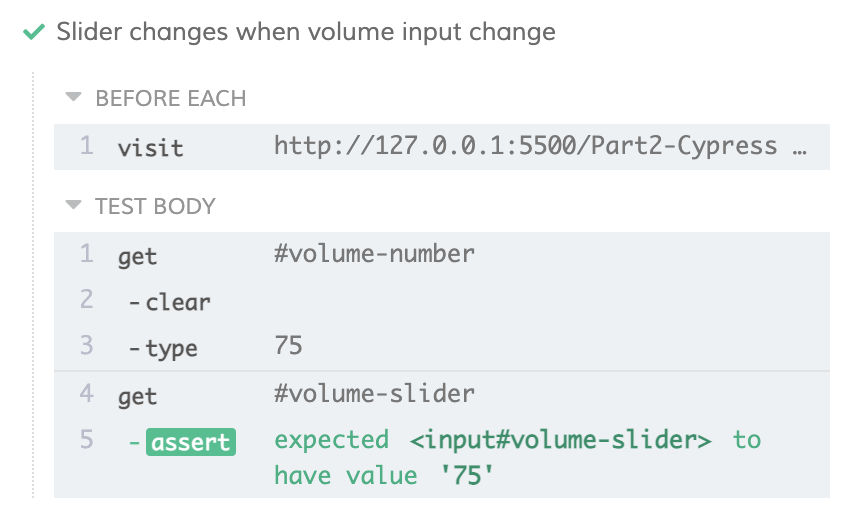 Slider changes when volume input change
BEFORE EACH
1 visit http://127.0.0.1:5500/Part2-Cypress …
TEST BODY
1 get #volume-number
2 -clear
3 -type 75
4 get #volume-slider
5 -assert expected <input#volume-slider> to
have value '75'